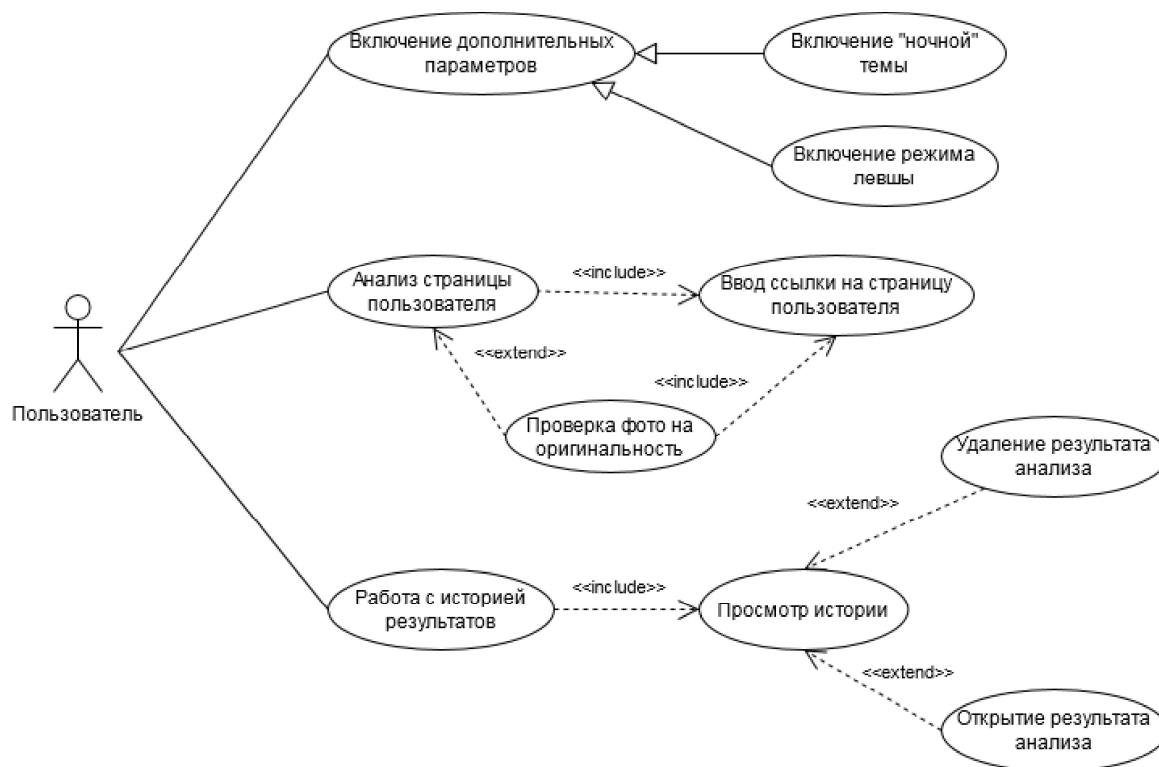 Включение дополнительных
параметров
Включение "ночной"
темы
Включение режима
левшы
Анализ страницы
пользователя
<<include>>
Ввод ссылки на страницу
пользователя
<<extend>>
<<include>>
Проверка фото на
оригинальность
Пользователь
Удаление результата
анализа
<<extend>>
Работа с историей
результатов
<<include>>
Просмотр истории
<<extend>>
Открытие результата
анализа